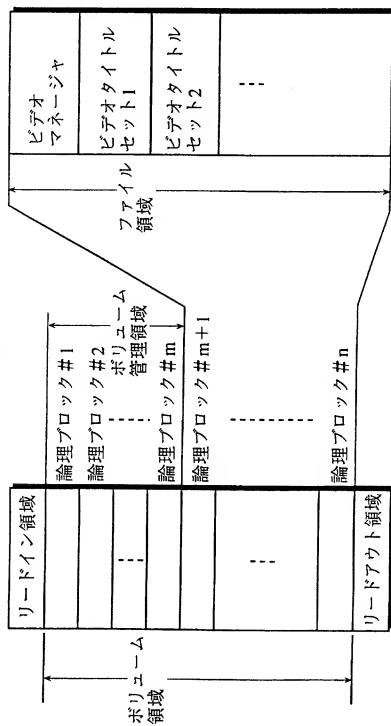 リードイン領域
リードアウト領域
ボリューム
領域
論理ブロック#1
論理ブロック#2
論理ブロック#m
論理ブロック#m+1
論理ブロック#n
ボリューム
管理領域
ファイル
領域
ビデオ
マネージャ
ビデオタイトル
セット1
ビデオタイトル
セット2